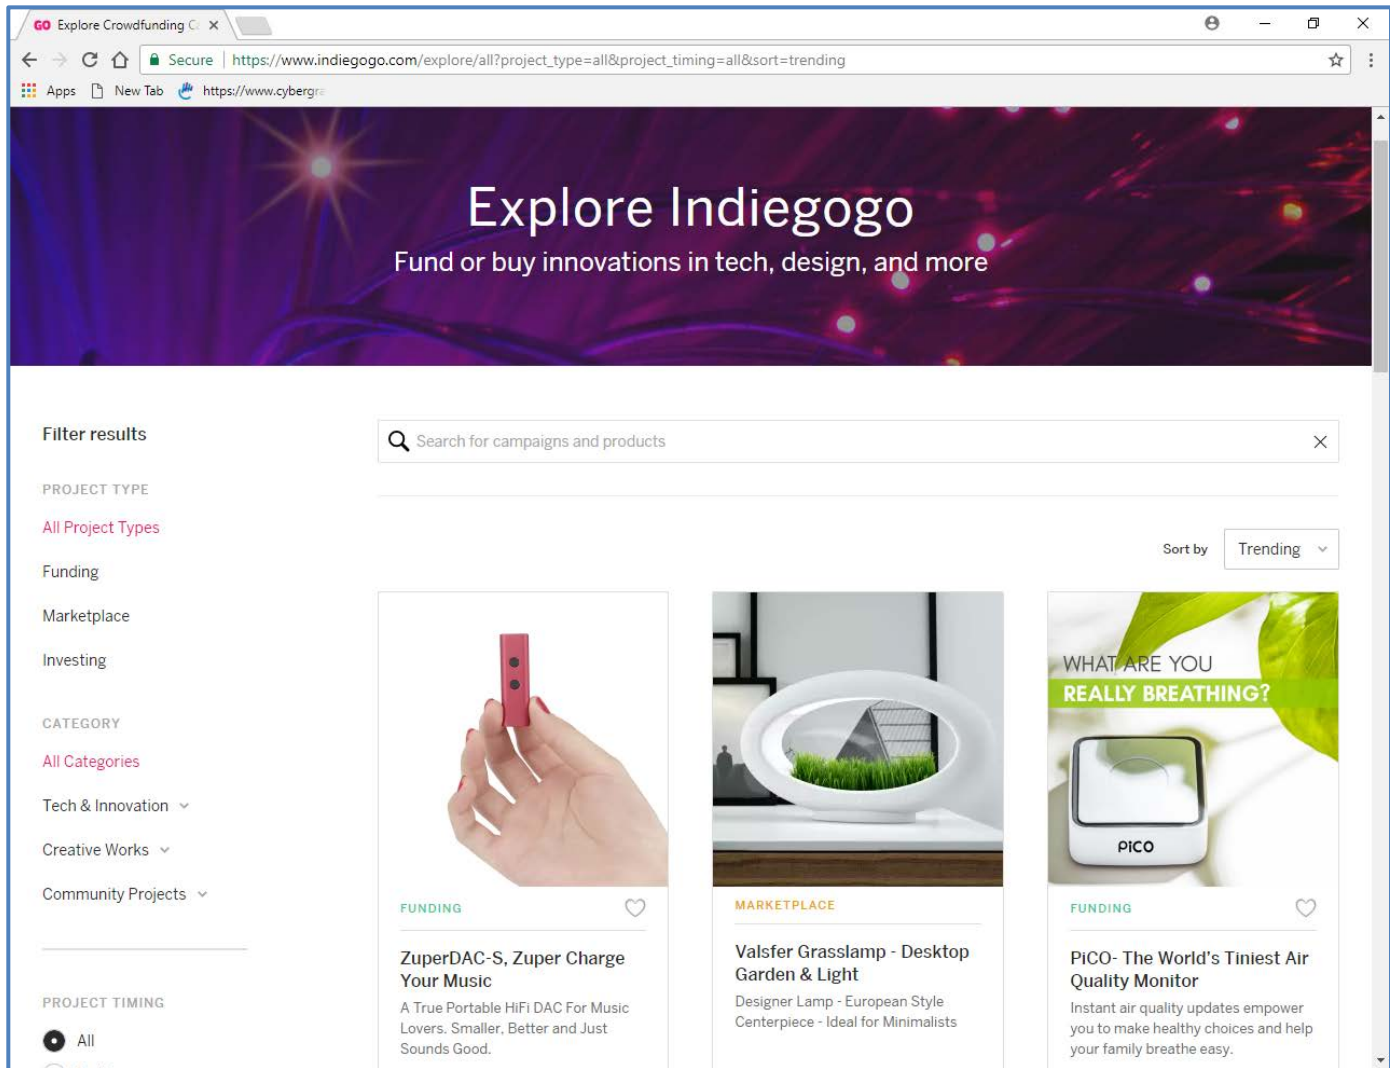 GO Explore Crowdfunding C
Secure https://www.indiegogo.com/explore/all?project_type=all&project_timing=all&sort=trending
Apps New Tab https://www.cybergra
Explore Indiegogo
Fund or buy innovations in tech, design, and more
Filter results
Search for campaigns and products
PROJECT TYPE
All Project Types
Sort by Trending
Funding
Marketplace
Investing
CATEGORY
All Categories
Tech & Innovation
Creative Works
Community Projects
PROJECT TIMING
All
FUNDING
ZuperDAC-S, Zuper Charge
Your Music
A True Portable HiFi DAC For Music
Lovers. Smaller, Better and Just
Sounds Good.
MARKETPLACE
Valsfer Grasslamp - Desktop
Garden & Light
Designer Lamp - European Style
Centerpiece - Ideal for Minimalists
WHAT ARE YOU
REALLY BREATHING?
PiCO
FUNDING
PiCO- The World's Tiniest Air
Quality Monitor
Instant air quality updates empower
you to make healthy choices and help
your family breathe easy.